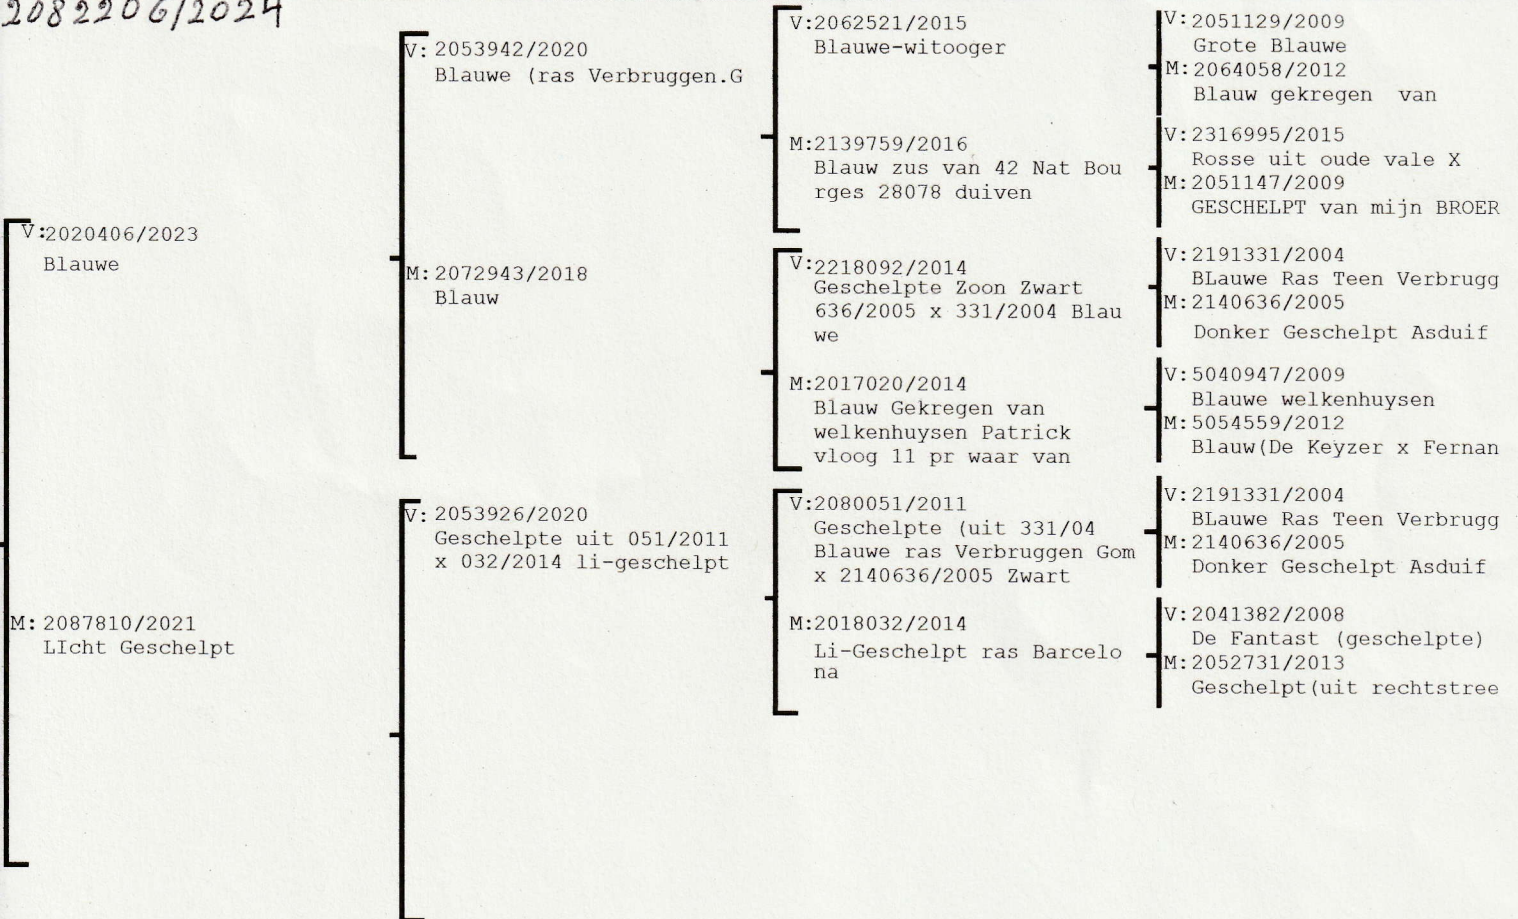 2082206/2024
V:2020406/2023
Blauwe
M: 2087810/2021
LIcht Geschelpt
V: 2053942/2020
Blauwe (ras Verbruggen.G
M: 2072943/2018
Blauw
V: 2053926/2020
Geschelpte uit 051/2011
x 032/2014 li-geschelpt
V:2062521/2015
Blauwe-witooger
M:2139759/2016
Blauw zus van 42 Nat Bou
rges 28078 duiven
V:2218092/2014
Geschelpte Zoon Zwart
636/2005 x 331/2004 Blau
we
M:2017020/2014
Blauw Gekregen van
welkenhuysen Patrick
vloog 11 pr waar van
V:2080051/2011
Geschelpte (uit 331/04
Blauwe ras Verbruggen Gom
x 2140636/2005 Zwart
M:2018032/2014
Li-Geschelpt ras Barcelo
na
V:2051129/2009
Grote Blauwe
M:2064058/2012
Blauw gekregen van
V:2316995/2015
Rosse uit oude vale X
M:2051147/2009
GESCHELPT van mijn BROER
V:2191331/2004
BLauwe Ras Teen Verbrugg
M:2140636/2005
Donker Geschelpt Asduif
V:5040947/2009
Blauwe welkenhuysen
M:5054559/2012
Blauw(De Keyzer x Fernan
V:2191331/2004
BLauwe Ras Teen Verbrugg
M:2140636/2005
Donker Geschelpt Asduif
V:2041382/2008
De Fantast (geschelpte)
M:2052731/2013
Geschelpt(uit rechtstree